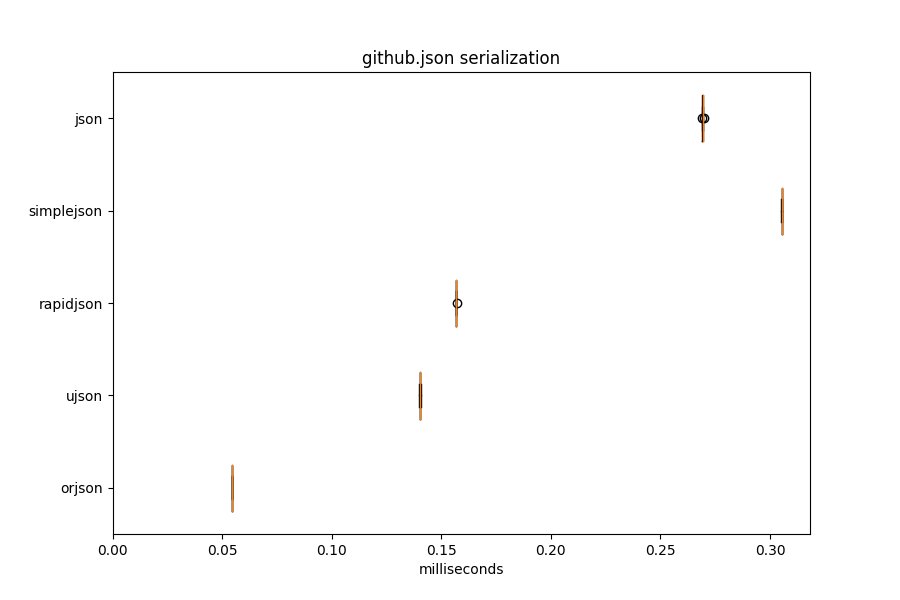 github.json serialization
json
simplejson
rapidjson
ujson
orjson
0.00 0.05 0.10 0.15 0.20 0.25 0.30
milliseconds